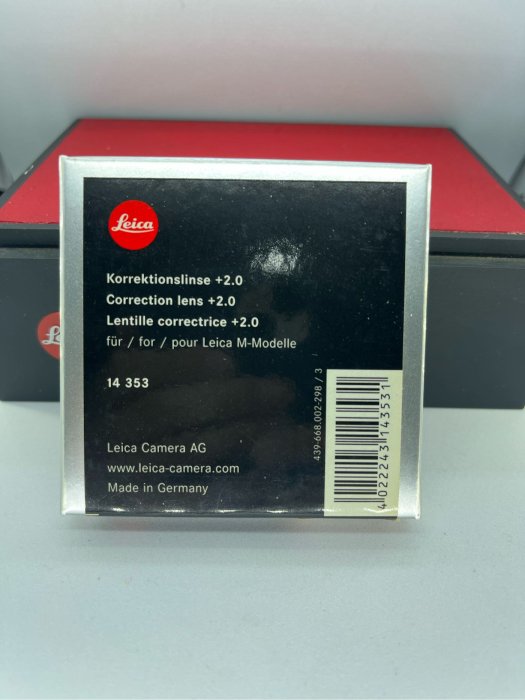 Leica
Korrektionslinse +2.0
Correction lens +2.0
Lentille correctrice +2.0
für / for / pour Leica M-Modelle
14 353
Leica Camera AG
www.leica-camera.com
Made in Germany
439-668.002-298 / 3
4 022243 143531